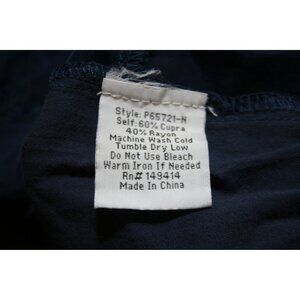 Style: P65721-N
Self: 60% Cupra
40% Rayon
Machine Wash Cold
Tumble Dry Low
Do Not Use Bleach
Warm Iron If Needed
Rn# 149414
Made In China